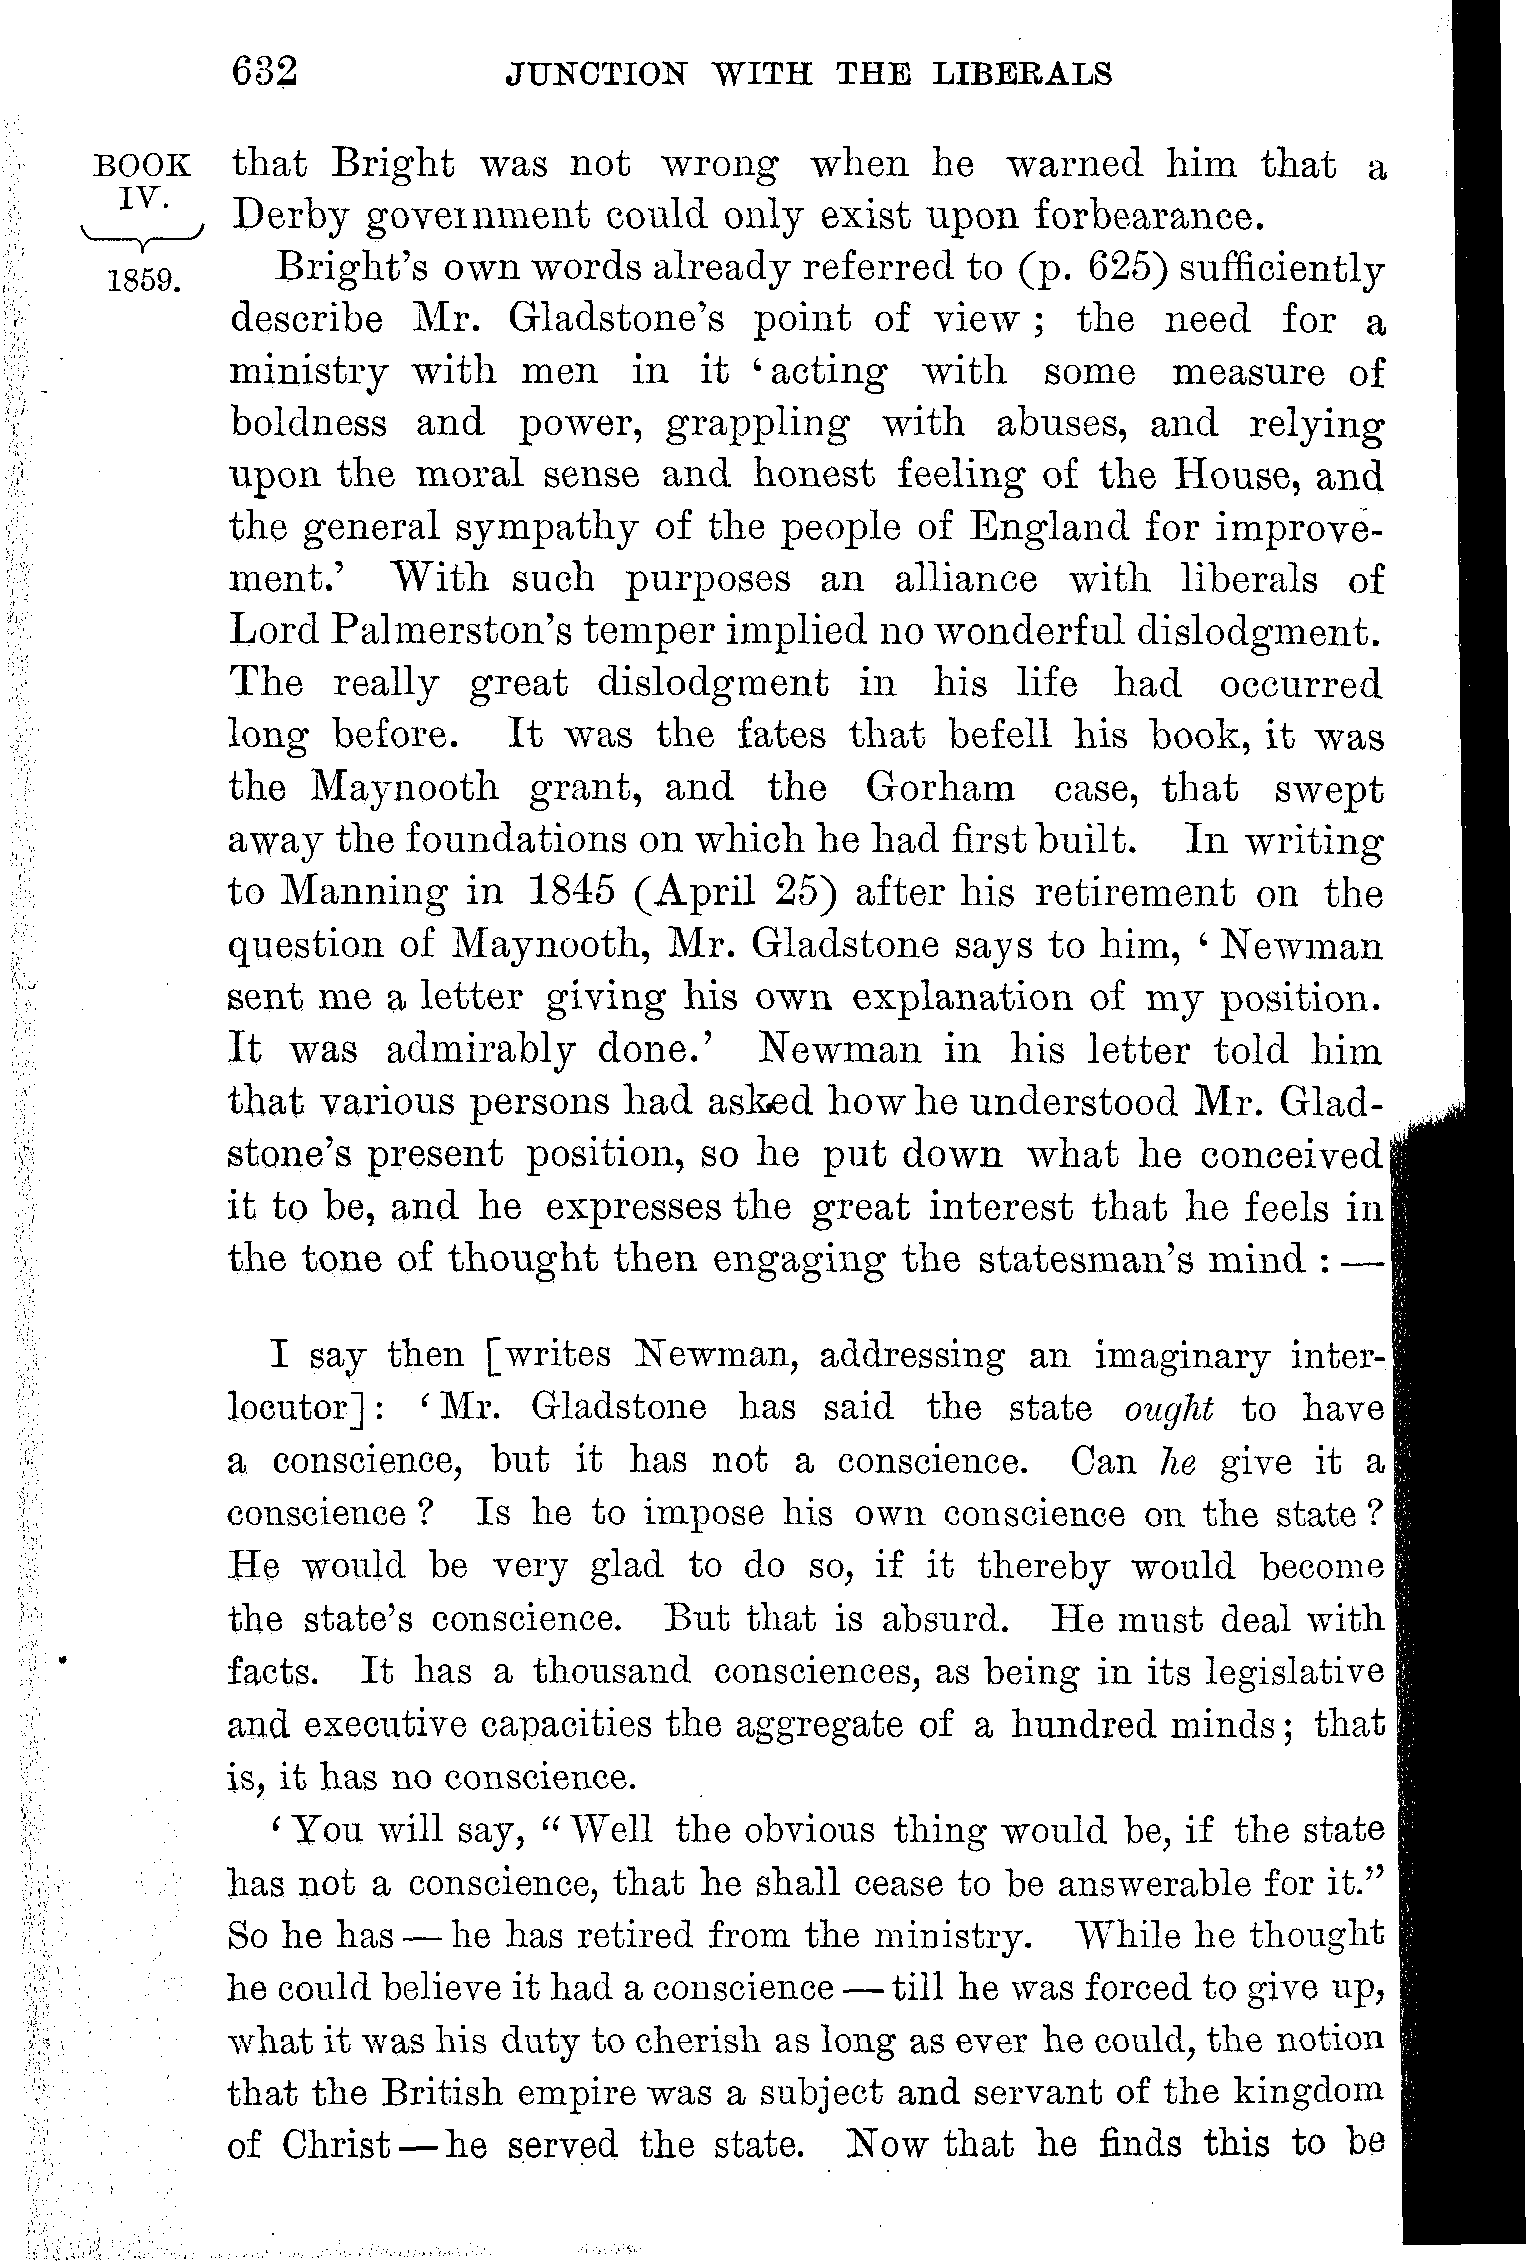 632 JUNCTION WITH THE LIBERALS
BOOK
IV.
1859.
that Bright was not wrong when he warned him that a
Derby government could only exist upon forbearance.
Bright's own words already referred to (p. 625) sufficiently
describe Mr. Gladstone's point of view; the need for a
ministry with men in it 'acting with some measure of
boldness and power, grappling with abuses, and relying
upon the moral sense and honest feeling of the House, and
the general sympathy of the people of England for improve-
ment.' With such purposes an alliance with liberals of
Lord Palmerston's temper implied no wonderful dislodgment.
The really great dislodgment in his life had occurred
long before. It was the fates that befell his book, it was
the Maynooth grant, and the Gorham case, that swept
away the foundations on which he had first built. In writing
to Manning in 1845 (April 25) after his retirement on the
question of Maynooth, Mr. Gladstone says to him, 'Newman
sent me a letter giving his own explanation of my position.
It was admirably done.' Newman in his letter told him
that various persons had asked how he understood Mr. Glad-
stone's present position, so he put down what he conceived
it to be, and he expresses the great interest that he feels in
the tone of thought then engaging the statesman's mind:—
I say then [writes Newman, addressing an imaginary inter-
locutor]: 'Mr. Gladstone has said the state ought to have
a conscience, but it has not a conscience. Can he give it a
conscience? Is he to impose his own conscience on the state?
He would be very glad to do so, if it thereby would become
the state's conscience. But that is absurd. He must deal with
facts. It has a thousand consciences, as being in its legislative
and executive capacities the aggregate of a hundred minds; that
is, it has no conscience.
'You will say, "Well the obvious thing would be, if the state
has not a conscience, that he shall cease to be answerable for it."
So he has—he has retired from the ministry. While he thought
he could believe it had a conscience—till he was forced to give up,
what it was his duty to cherish as long as ever he could, the notion
that the British empire was a subject and servant of the kingdom
of Christ—he served the state. Now that he finds this to be